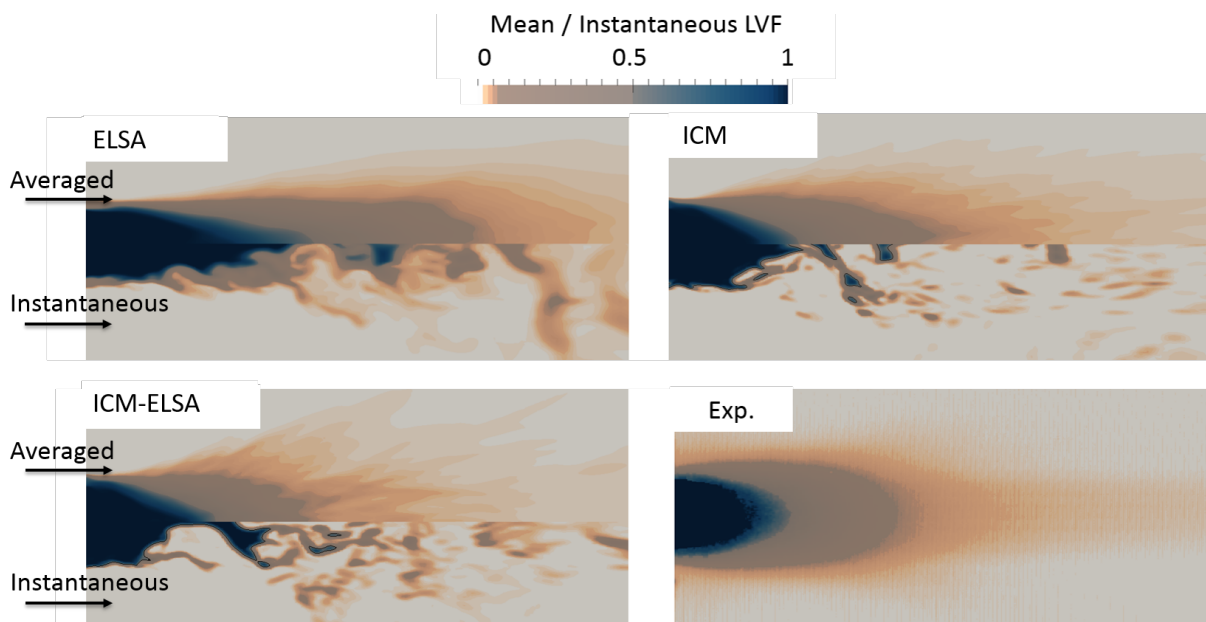 Mean / Instantaneous LVF
0 0.5 1
ELSA
ICM
Averaged
Instantaneous
ICM-ELSA
Exp.
Averaged
Instantaneous